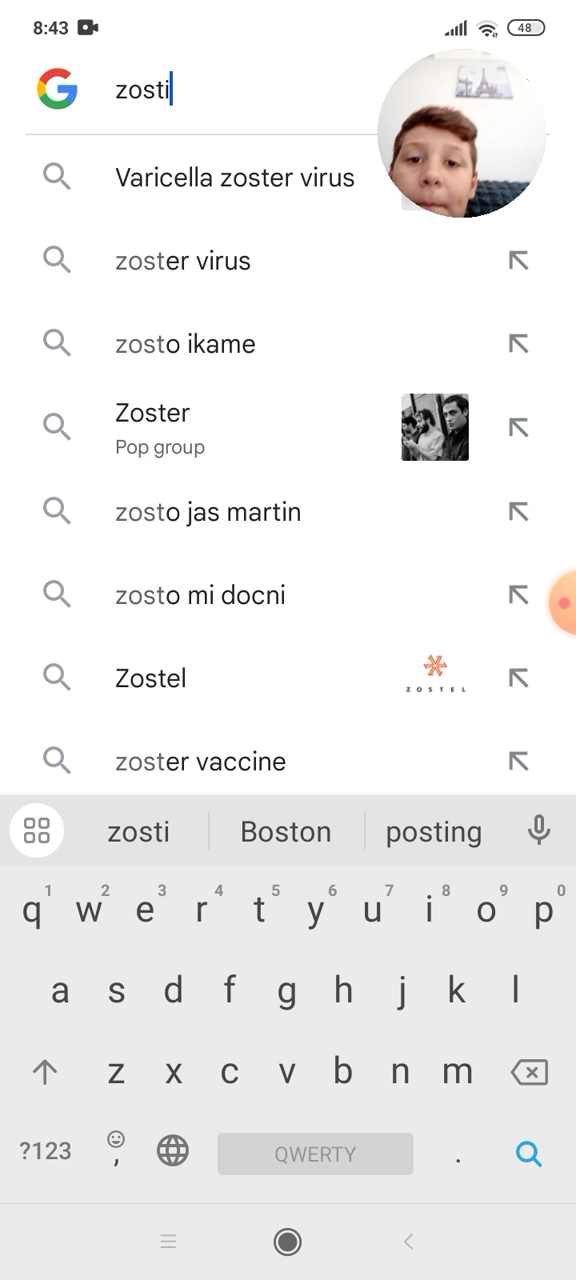 8:43
48
zosti
Varicella zoster virus
zoster virus
zosto ikame
Zoster
Pop group
zosto jas martin
zosto mi docni
Zostel
ZOSTEL
zoster vaccine
zosti Boston posting
1 2 3 4 5 6 7 8 9 0
q w e r t y u i o p
a s d f g h j k l
z x c v b n m
?123 , QWERTY .